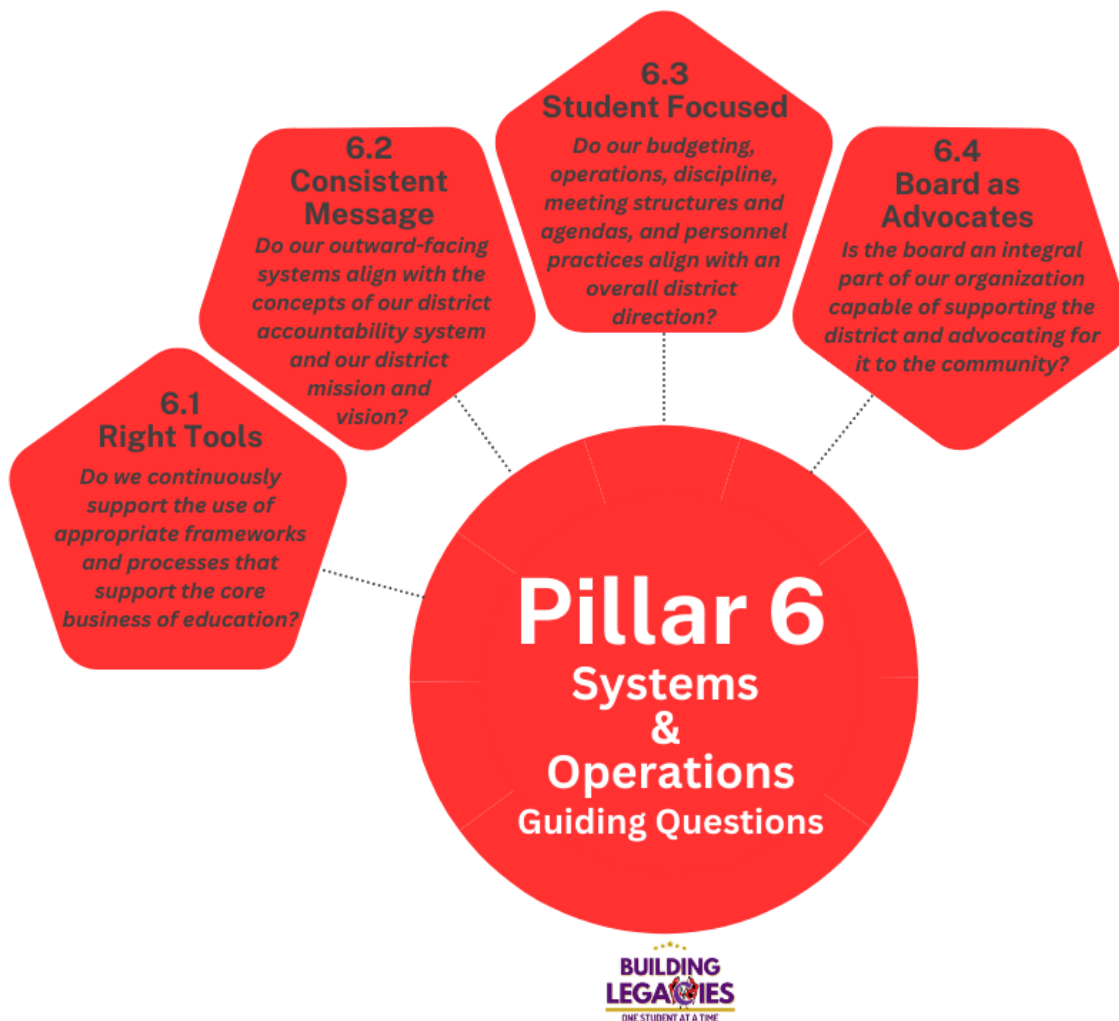 6.1
Right Tools
Do we continuously
support the use of
appropriate frameworks
and processes that
support the core
business of education?
6.2
Consistent
Message
Do our outward-facing
systems align with the
concepts of our district
accountability system
and our district
mission and
vision?
6.3
Student Focused
Do our budgeting,
operations, discipline,
meeting structures and
agendas, and personnel
practices align with an
overall district
direction?
6.4
Board as
Advocates
Is the board an integral
part of our organization
capable of supporting the
district and advocating for
it to the community?
Pillar 6
Systems
&
Operations
Guiding Questions
BUILDING
LEGACIES
ONE STUDENT AT A TIME